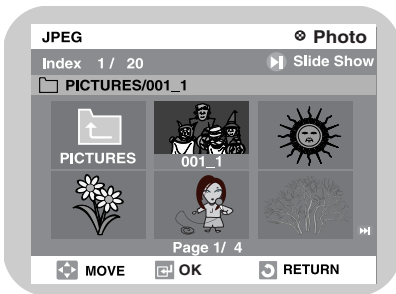 JPEG Photo
Index 1/ 20 Slide Show
PICTURES/001_1
PICTURES 001_1
Page 1/ 4
MOVE OK RETURN